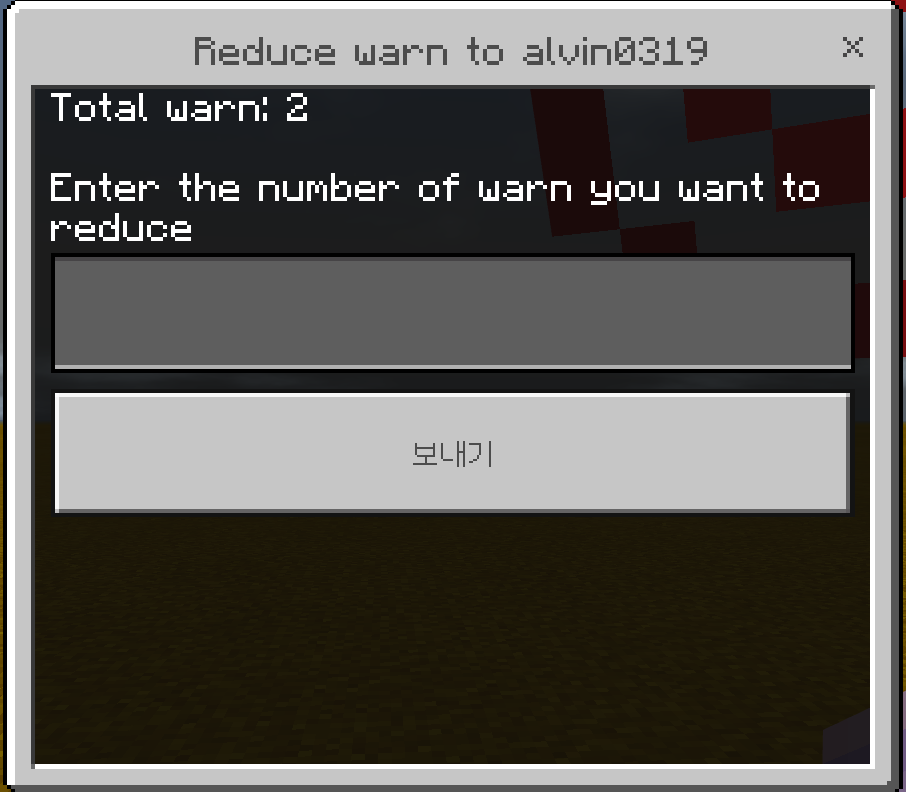 Reduce warn to alvin0319
Total warn: 2
Enter the number of warn you want to
reduce
보내기